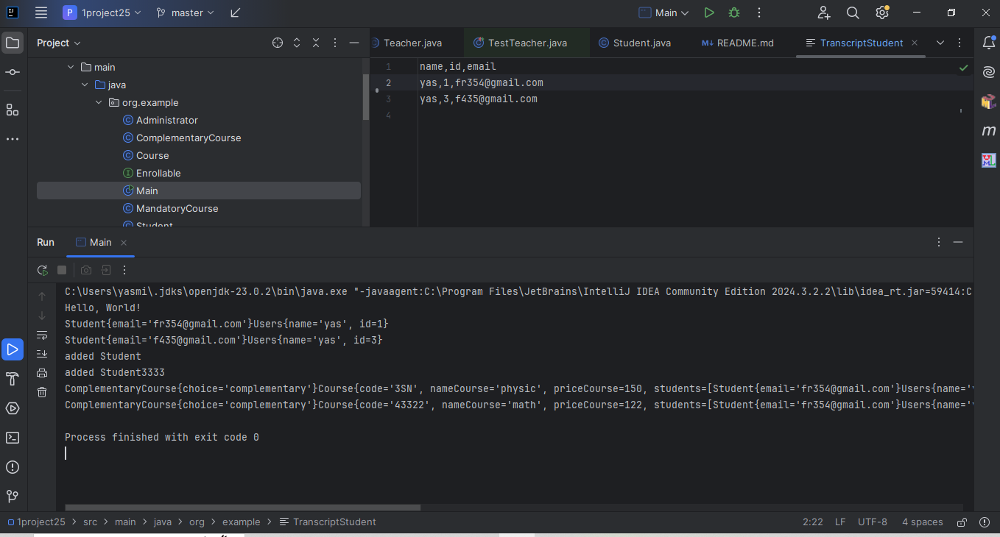 P 1project25 master Main
Project
Teacher.java TestTeacher.java Student.java README.md TranscriptStudent
main
java
org.example
Administrator
ComplementaryCourse
Course
Enrollable
Main
MandatoryCourse
Student
1 name,id,email
2 yas,1,fr354@gmail.com
3 yas,3,f435@gmail.com
4
Run Main
C:\Users\yasmi\.jdks\openjdk-23.0.2\bin\java.exe "-javaagent:C:\Program Files\JetBrains\IntelliJ IDEA Community Edition 2024.3.2.2\lib\idea_rt.jar=59414:C
Hello, World!
Student{email='fr354@gmail.com'}Users{name='yas', id=1}
Student{email='f435@gmail.com'}Users{name='yas', id=3}
added Student
added Student3333
ComplementaryCourse{choice='complementary'}Course{code='3SN', nameCourse='physic', priceCourse=150, students=[Student{email='fr354@gmail.com'}Users{name='
ComplementaryCourse{choice='complementary'}Course{code='43322', nameCourse='math', priceCourse=122, students=[Student{email='fr354@gmail.com'}Users{name='
Process finished with exit code 0
1project25 > src > main > java > org > example > TranscriptStudent 2:22 LF UTF-8 4 spaces